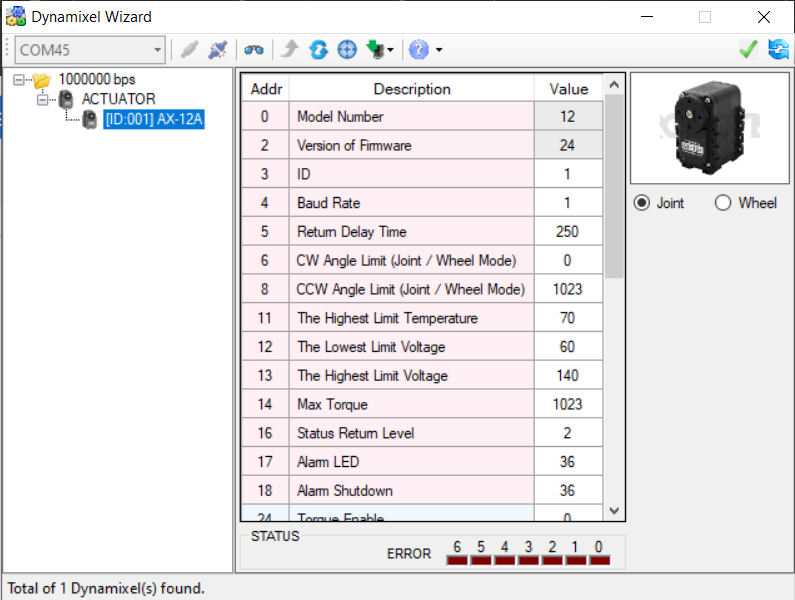 Dynamixel Wizard
COM45
1000000 bps
ACTUATOR
[ID:001] AX-12A
Addr Description Value
0 Model Number 12
2 Version of Firmware 24
3 ID 1
4 Baud Rate 1
5 Return Delay Time 250
6 CW Angle Limit (Joint / Wheel Mode) 0
8 CCW Angle Limit (Joint / Wheel Mode) 1023
11 The Highest Limit Temperature 70
12 The Lowest Limit Voltage 60
13 The Highest Limit Voltage 140
14 Max Torque 1023
16 Status Return Level 2
17 Alarm LED 36
18 Alarm Shutdown 36
24 Torque Enable 0
Joint Wheel
STATUS
ERROR 6 5 4 3 2 1 0
Total of 1 Dynamixel(s) found.